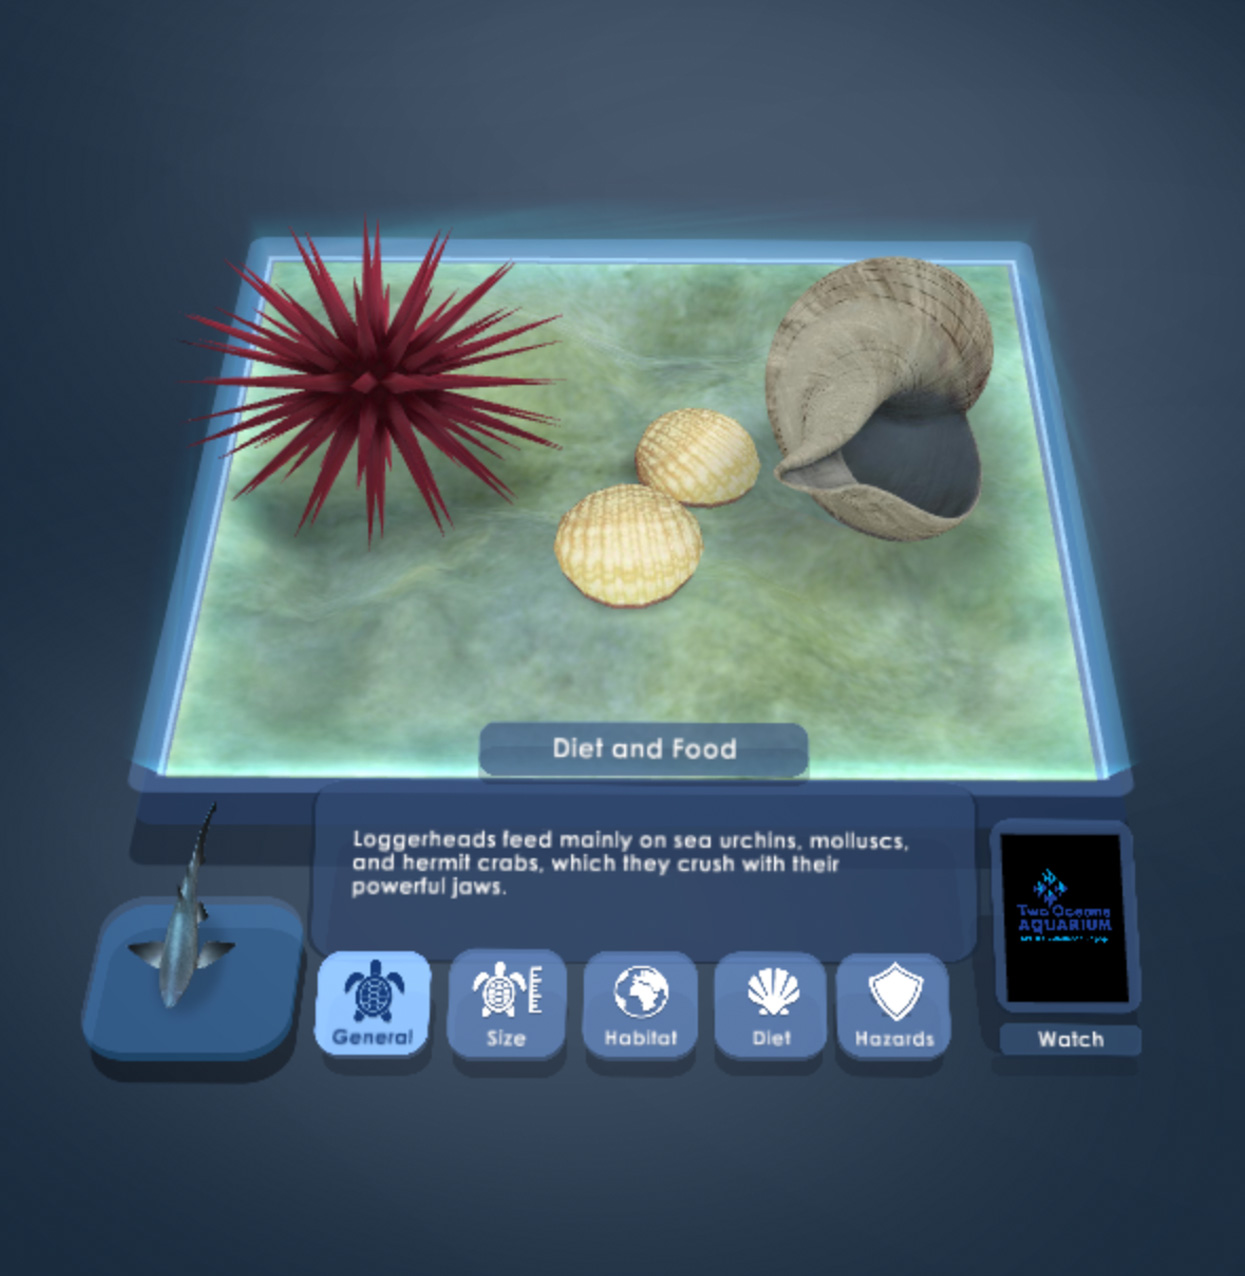 Diet and Food
Loggerheads feed mainly on sea urchins, molluscs,
and hermit crabs, which they crush with their
powerful jaws.
Two Oceans
AQUARIUM
General
Size
Habitat
Diet
Hazards
Watch